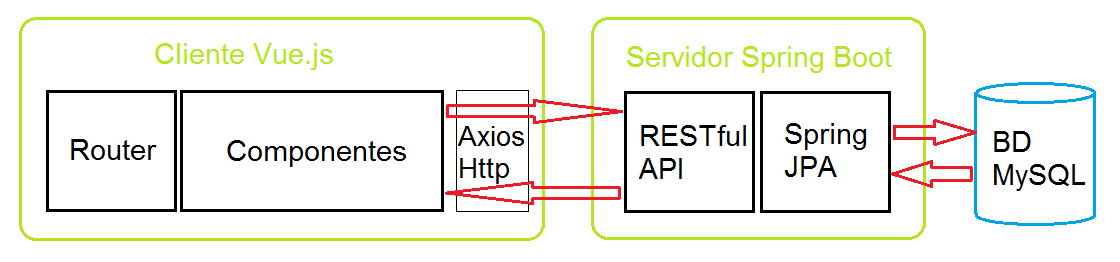 Cliente Vue.js
Servidor Spring Boot
Router
Componentes
Axios
Http
RESTful
API
Spring
JPA
BD
MySQL